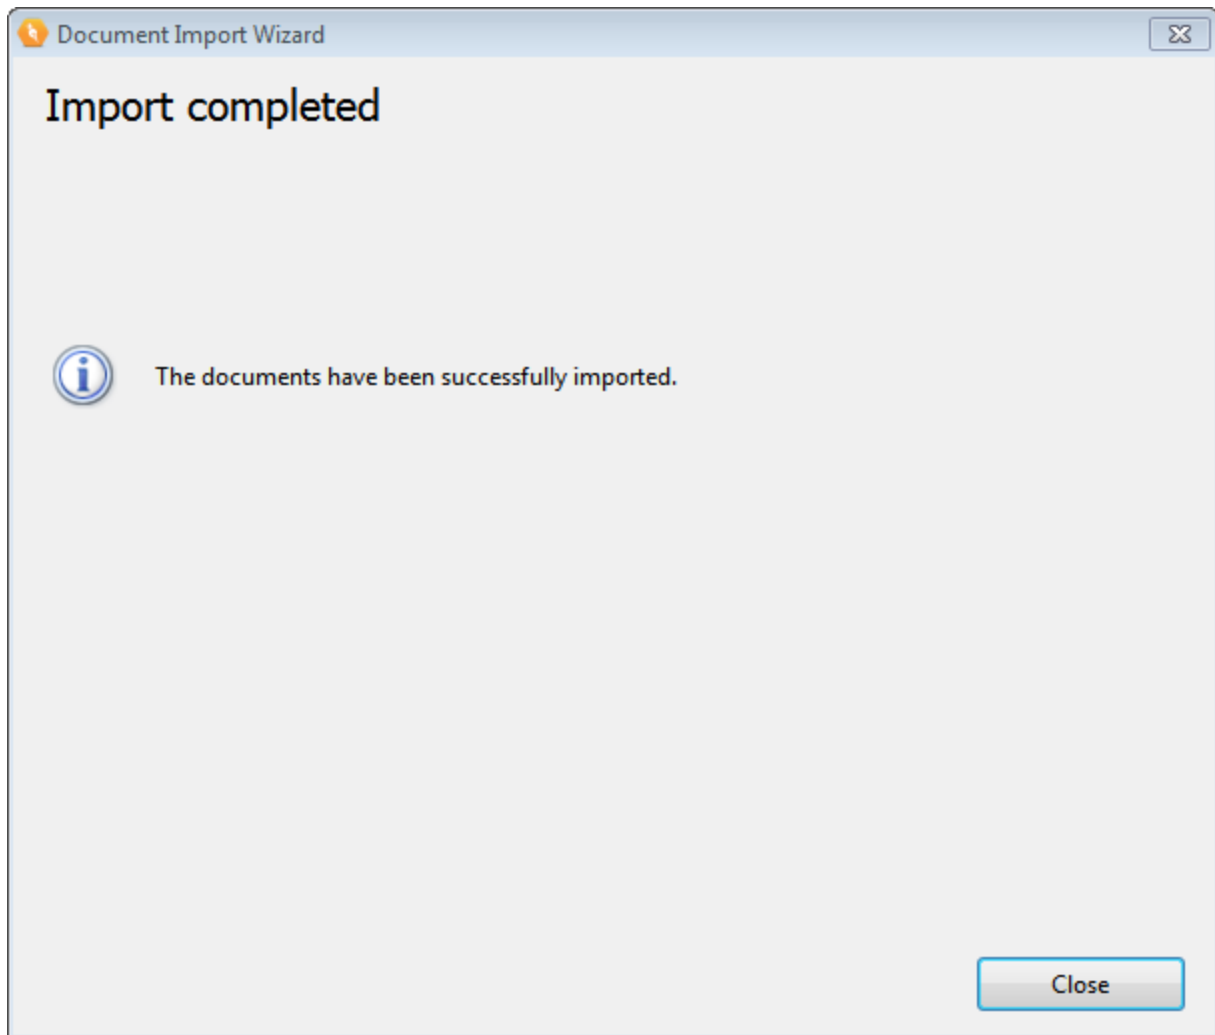 Document Import Wizard
Import completed
The documents have been successfully imported.
Close